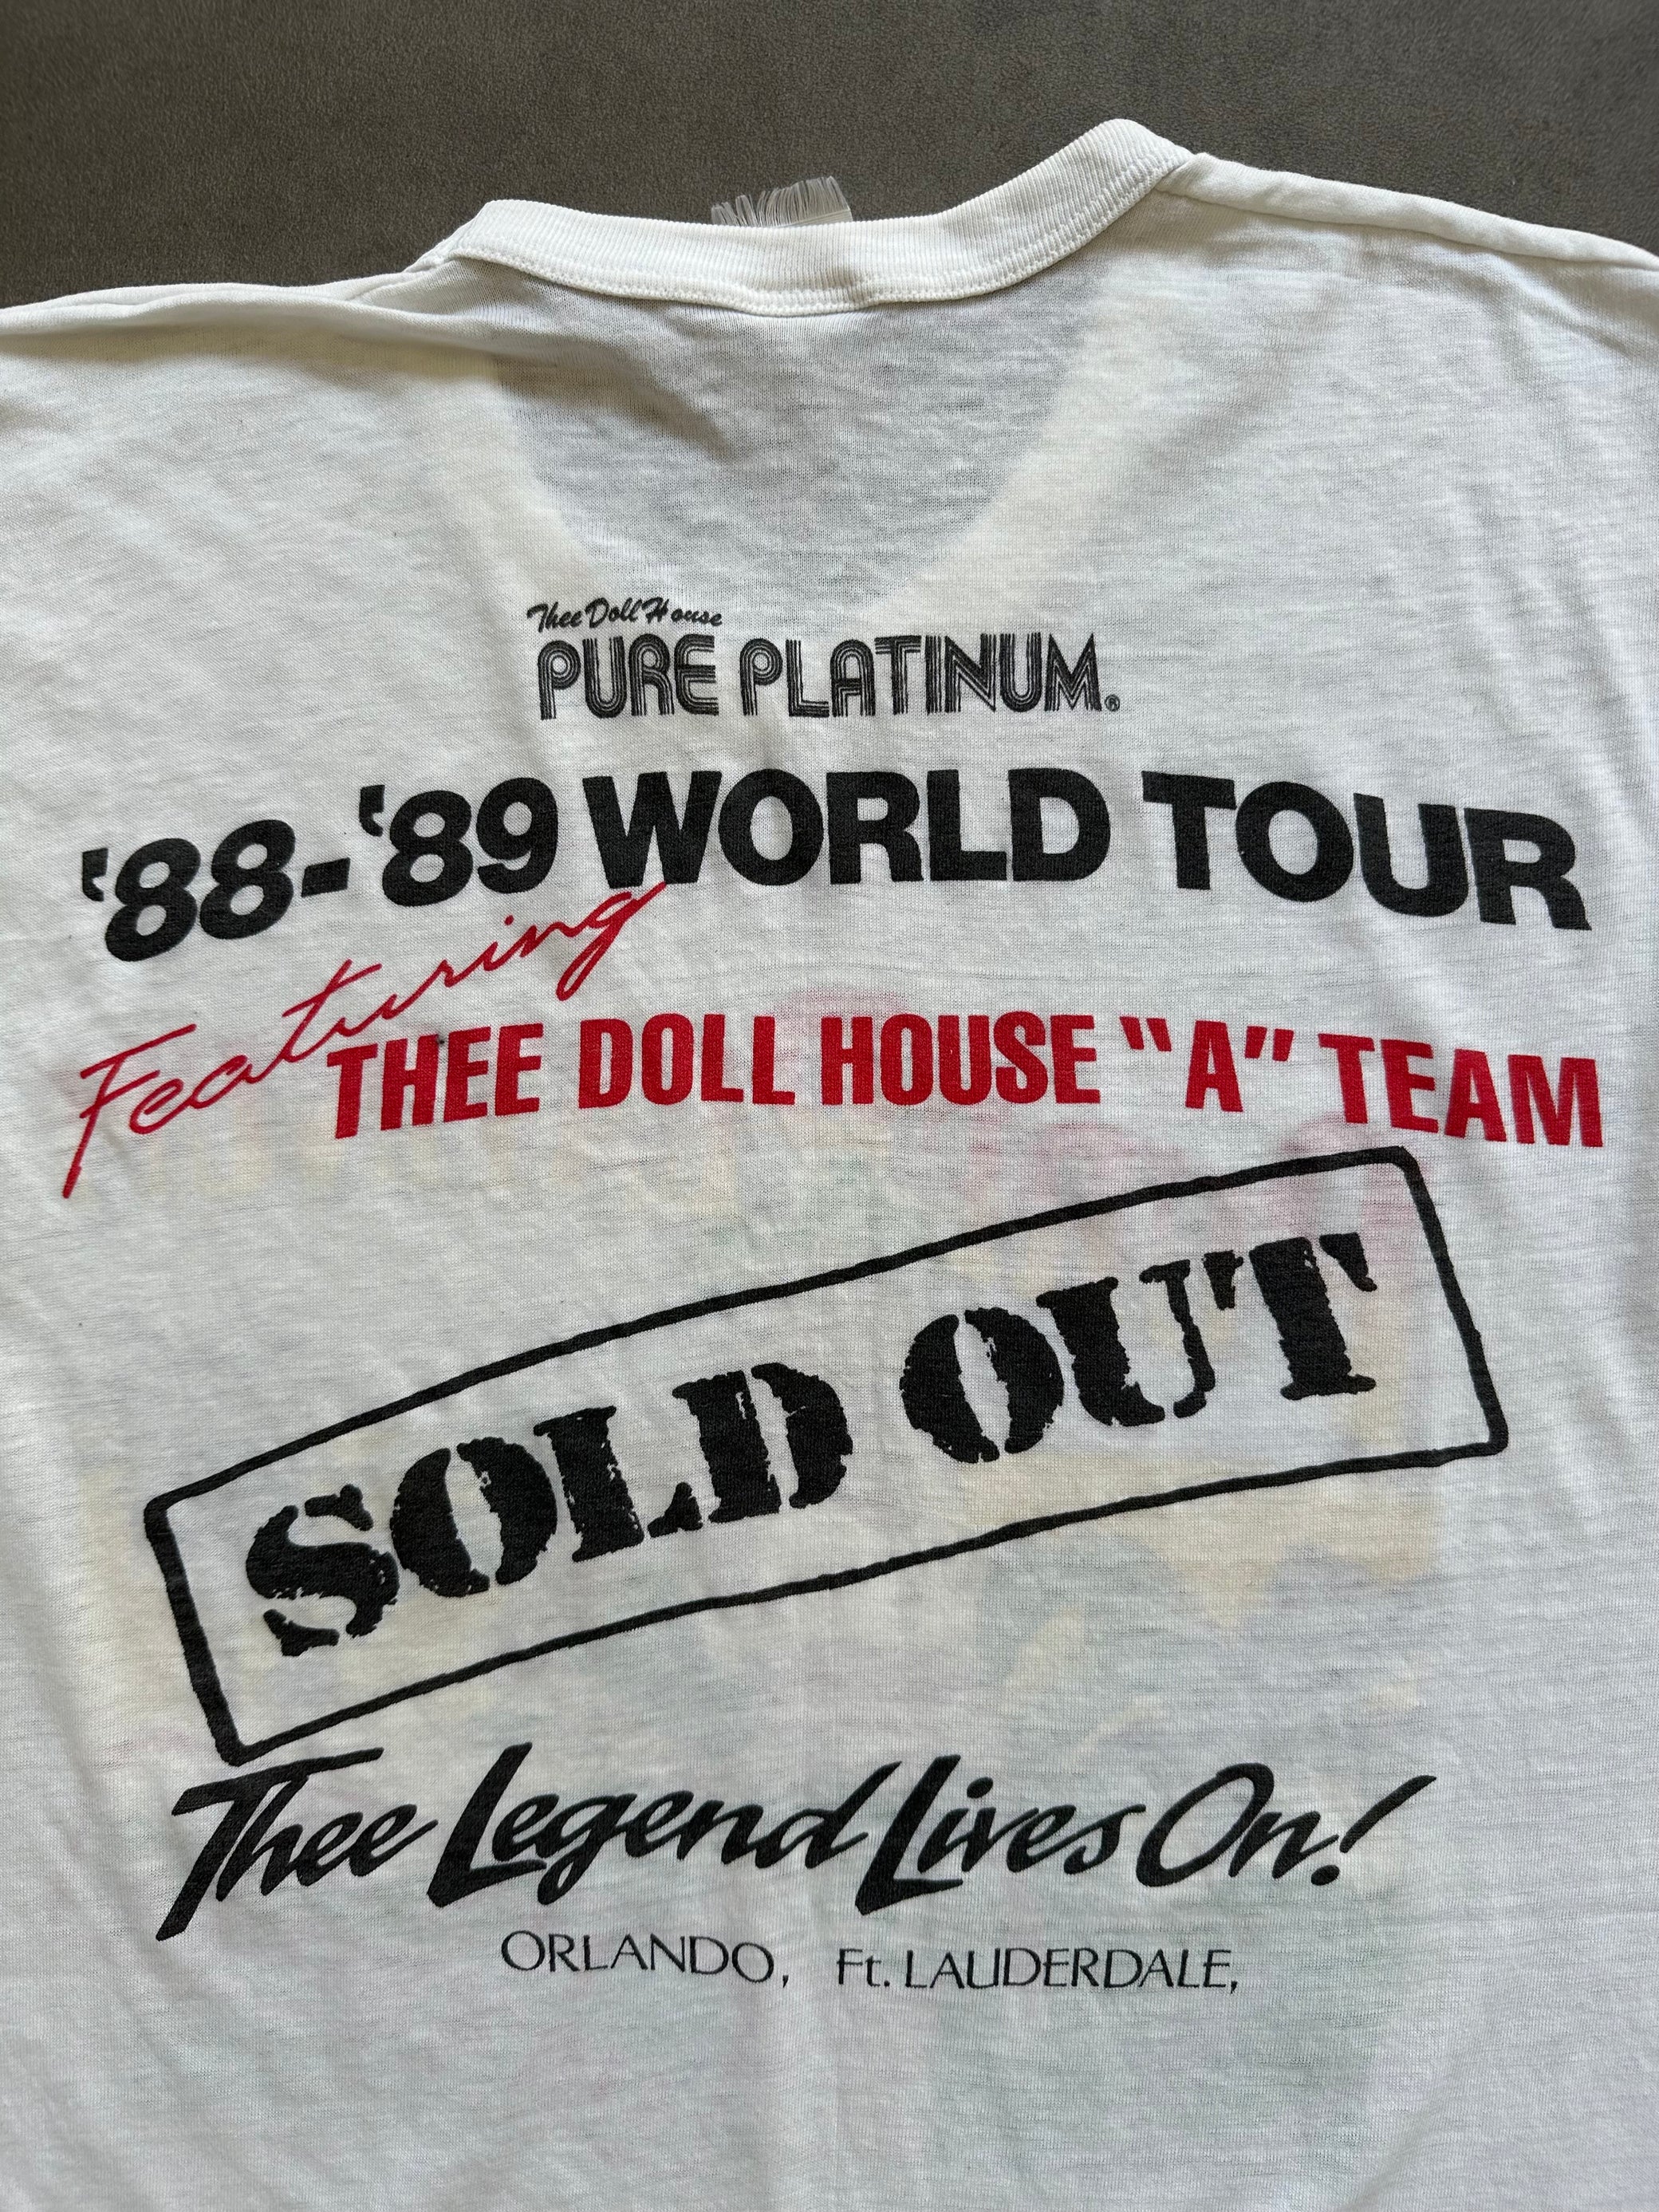 Thee Doll House
PURE PLATINUM®
'88-'89 WORLD TOUR
Featuring
THEE DOLL HOUSE "A" TEAM
SOLD OUT
Thee Legend Lives On!
ORLANDO, Ft. LAUDERDALE,